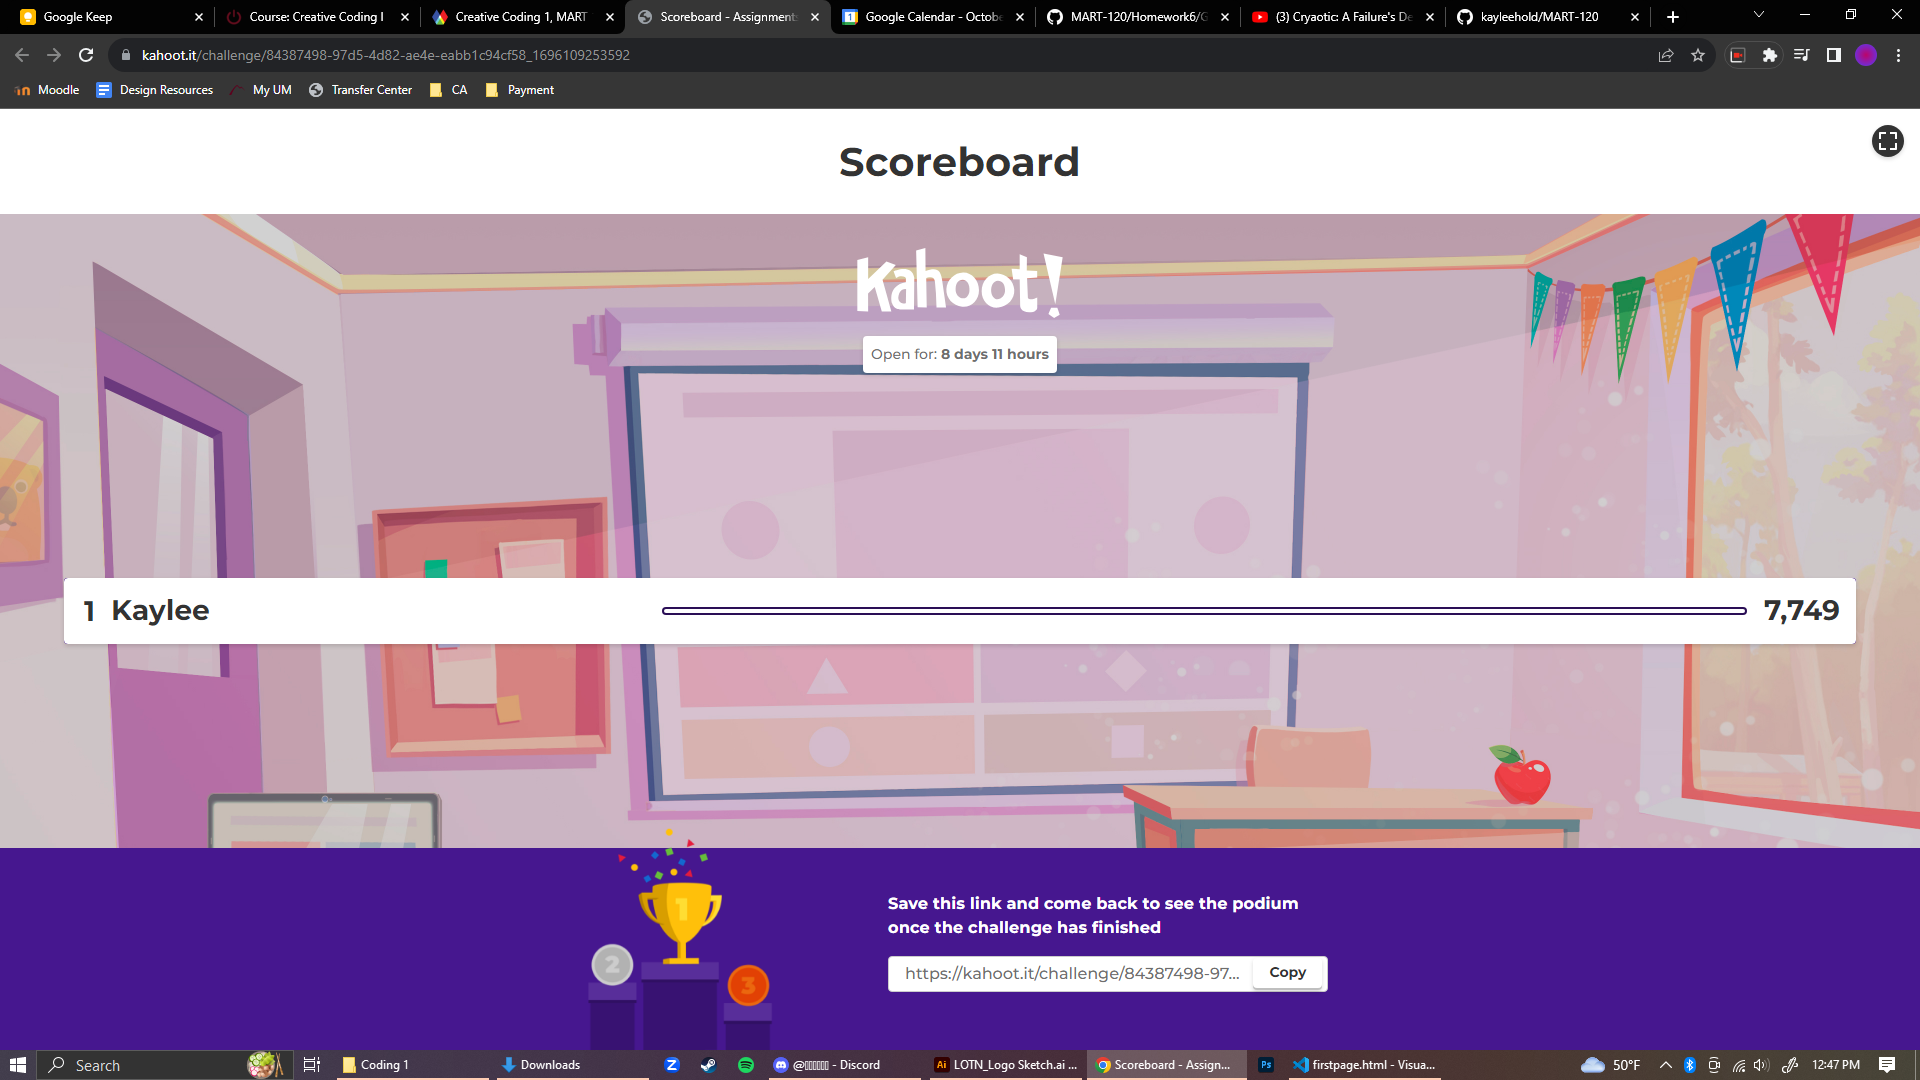 Google Keep
Course: Creative Coding I
Creative Coding 1, MART
Scoreboard - Assignment
Google Calendar - Octobe
MART-120/Homework6/G
(3) Cryaotic: A Failure's De
kayleehold/MART-120
kahoot.it/challenge/84387498-97d5-4d82-ae4e-eabb1c94cf58_1696109253592
Moodle
Design Resources
My UM
Transfer Center
CA
Payment
Scoreboard
Kahoot!
Open for: 8 days 11 hours
1 Kaylee 7,749
1
2
3
Save this link and come back to see the podium
once the challenge has finished
https://kahoot.it/challenge/84387498-97...
Copy
Search
Coding 1
Downloads
Discord
LOTN_Logo Sketch.ai ...
Scoreboard - Assign...
firstpage.html - Visua...
50°F
12:47 PM